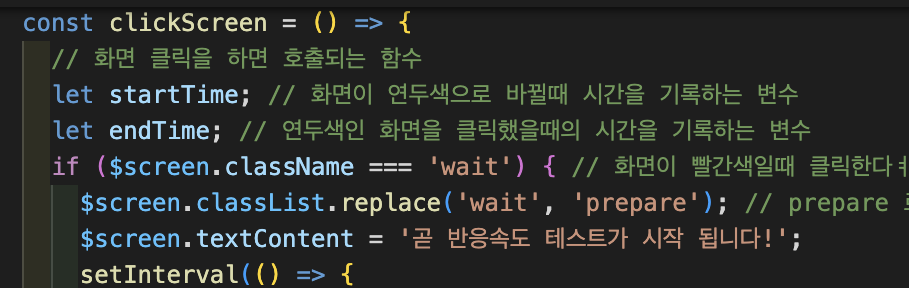 const clickScreen = () => {
// 화면 클릭을 하면 호출되는 함수
let startTime; // 화면이 연두색으로 바뀔때 시간을 기록하는 변수
let endTime; // 연두색인 화면을 클릭했을때의 시간을 기록하는 변수
if ($screen.className === 'wait') { // 화면이 빨간색일때 클릭한다
$screen.classList.replace('wait', 'prepare'); // prepare
$screen.textContent = '곧 반응속도 테스트가 시작 됩니다!';
setInterval(() => {